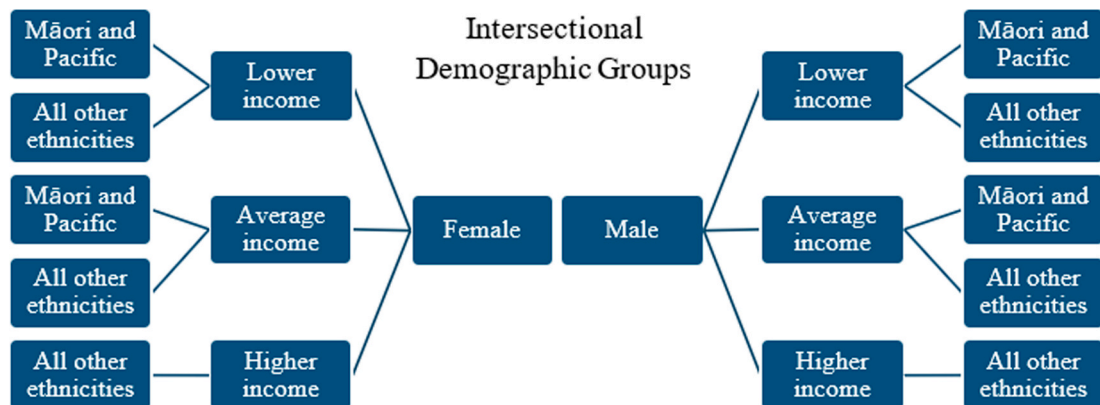 Intersectional
Demographic Groups
Māori and
Pacific
All other
ethnicities
Māori and
Pacific
All other
ethnicities
All other
ethnicities
Lower
income
Average
income
Higher
income
Female
Male
Lower
income
Average
income
Higher
income
Māori and
Pacific
All other
ethnicities
Māori and
Pacific
All other
ethnicities
All other
ethnicities